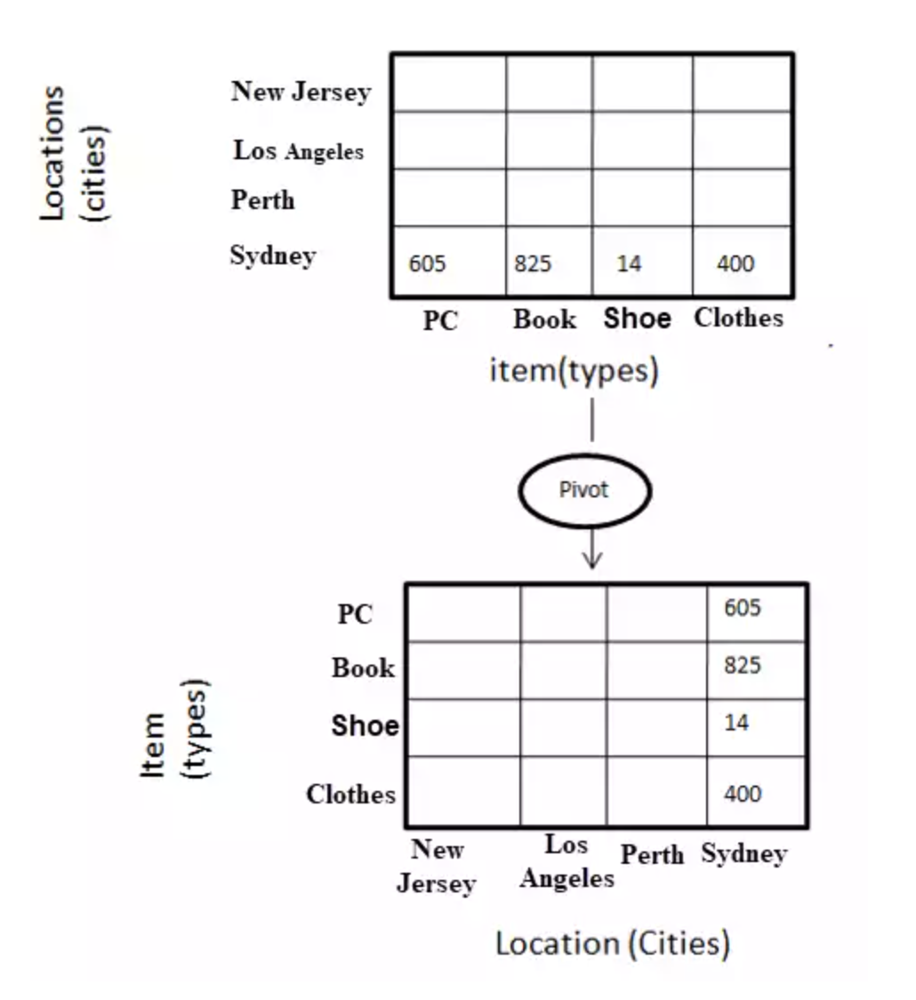 Locations
(cities)
New Jersey
Los Angeles
Perth
Sydney
605 825 14 400
PC Book Shoe Clothes
item(types)
Pivot
Item
(types)
PC 605
Book 825
Shoe 14
Clothes 400
New Jersey Los Angeles Perth Sydney
Location (Cities)